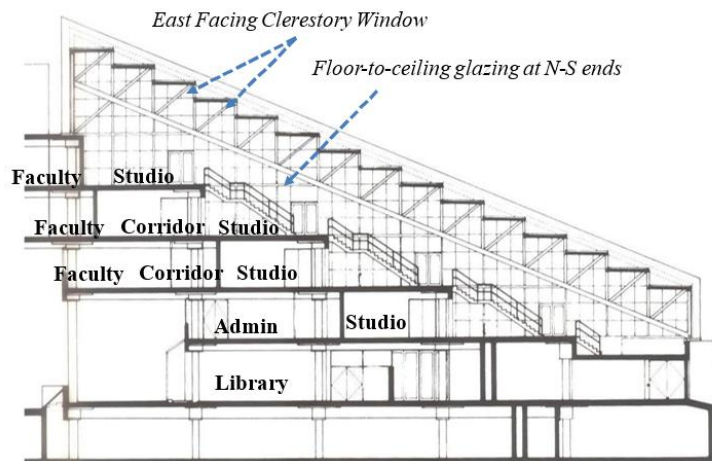 East Facing Clerestory Window
Floor-to-ceiling glazing at N-S ends
Faculty Studio
Faculty Corridor Studio
Faculty Corridor Studio
Admin Studio
Library